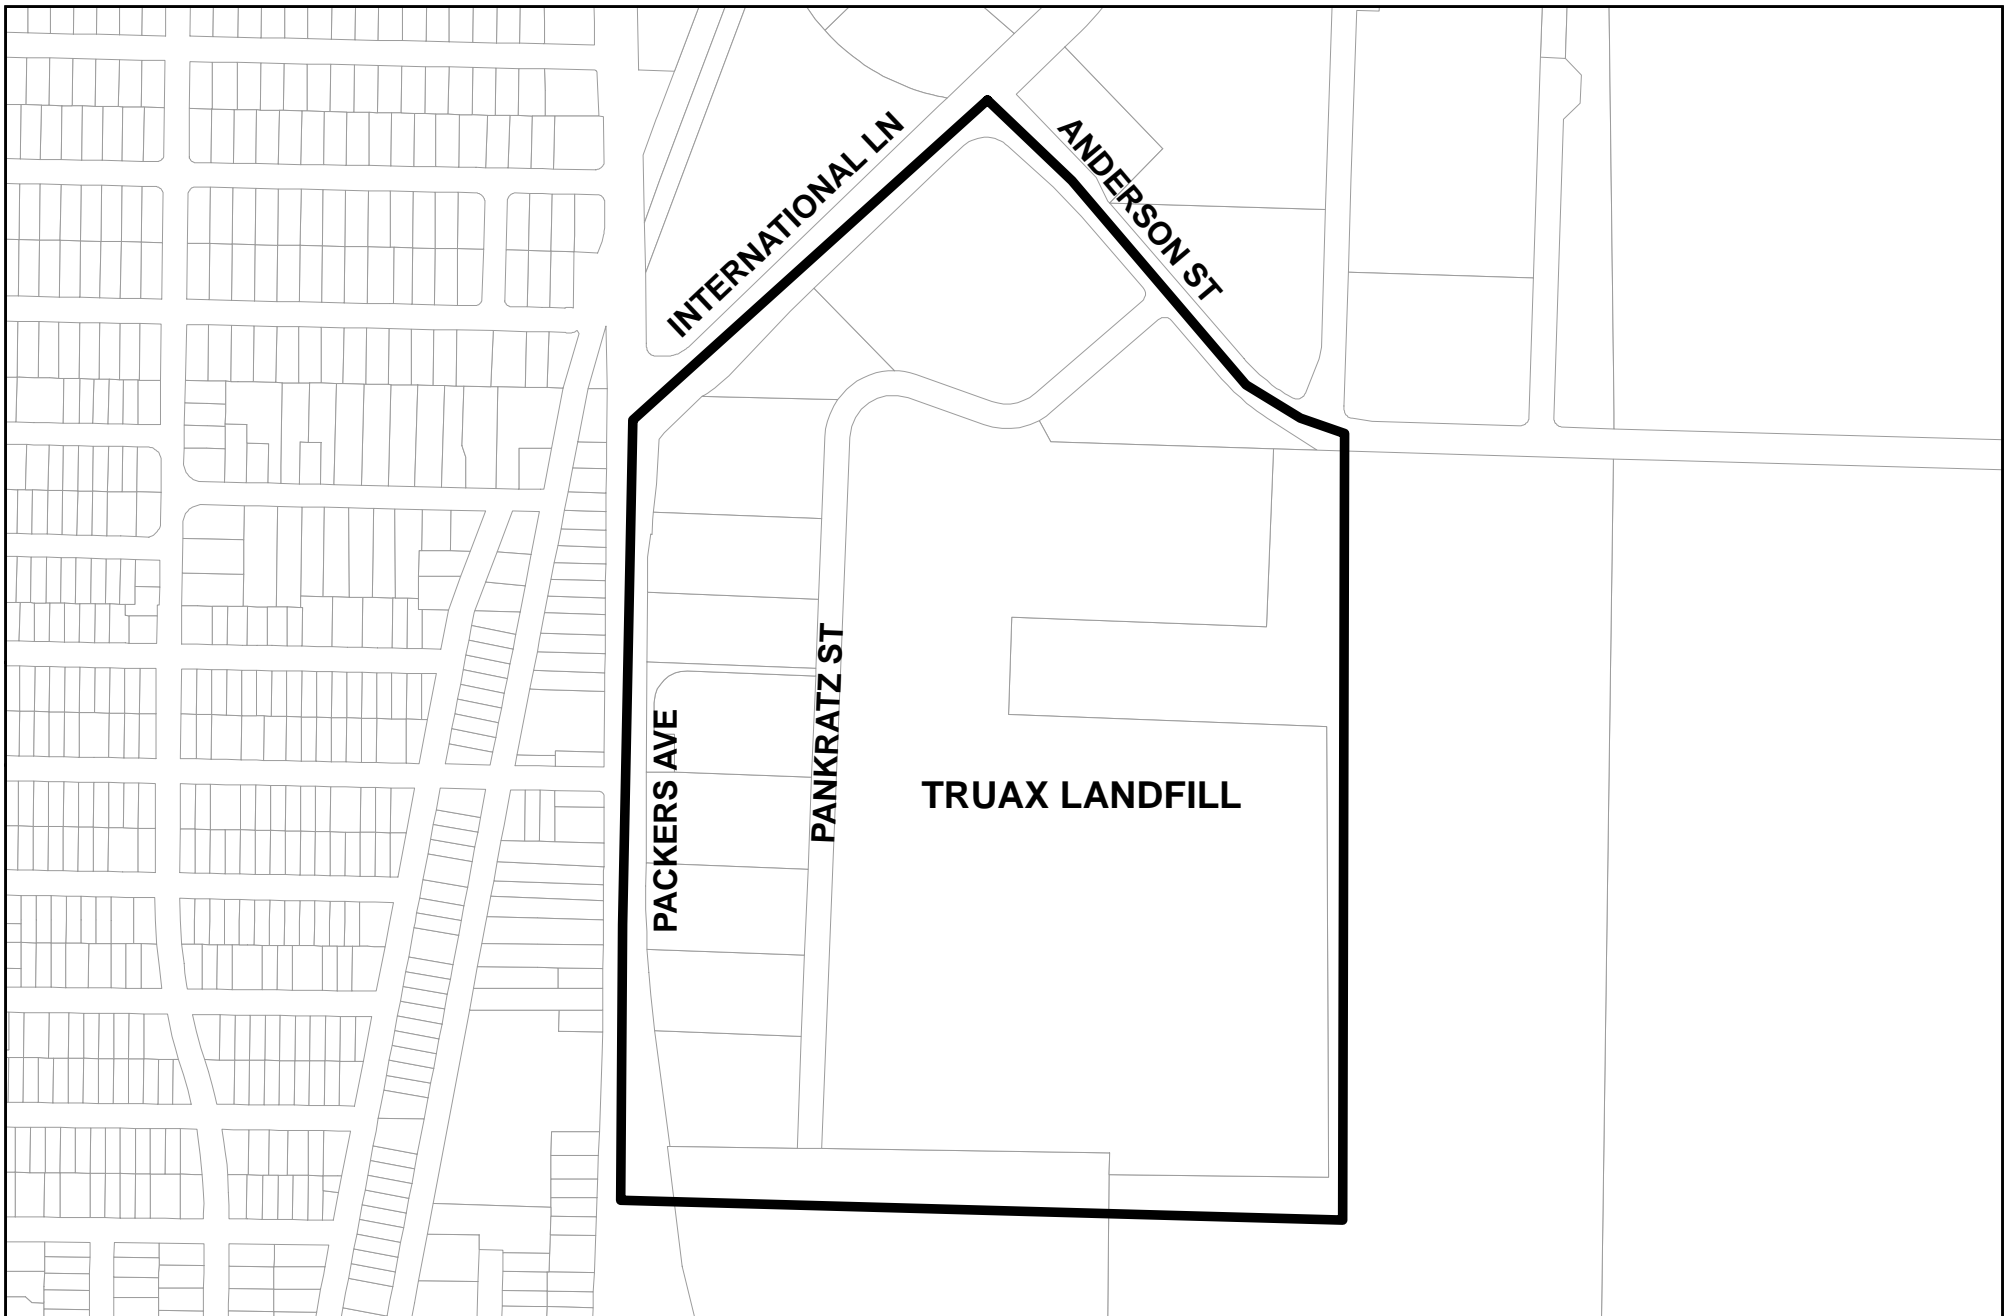 INTERNATIONAL LN
ANDERSON ST
PANKRATZ ST
PACKERS AVE
TRUAX LANDFILL